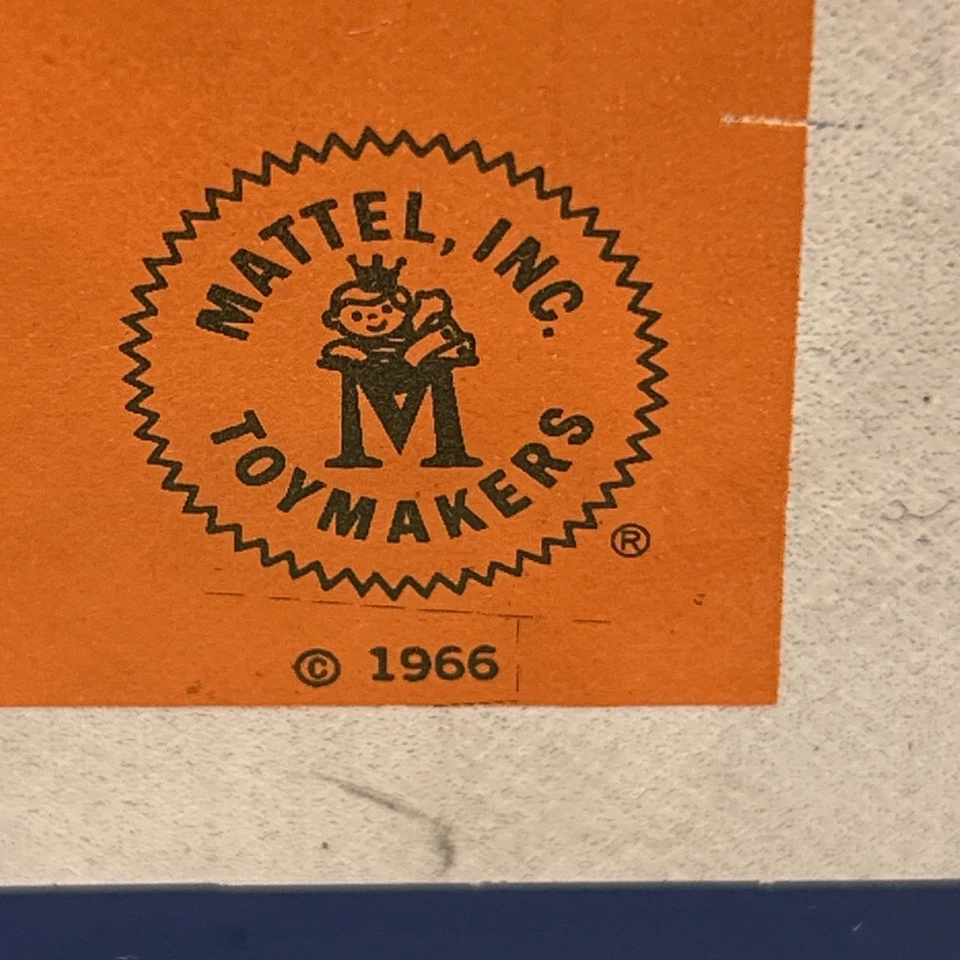 MATTEL, INC.
M
TOYMAKERS
®
© 1966